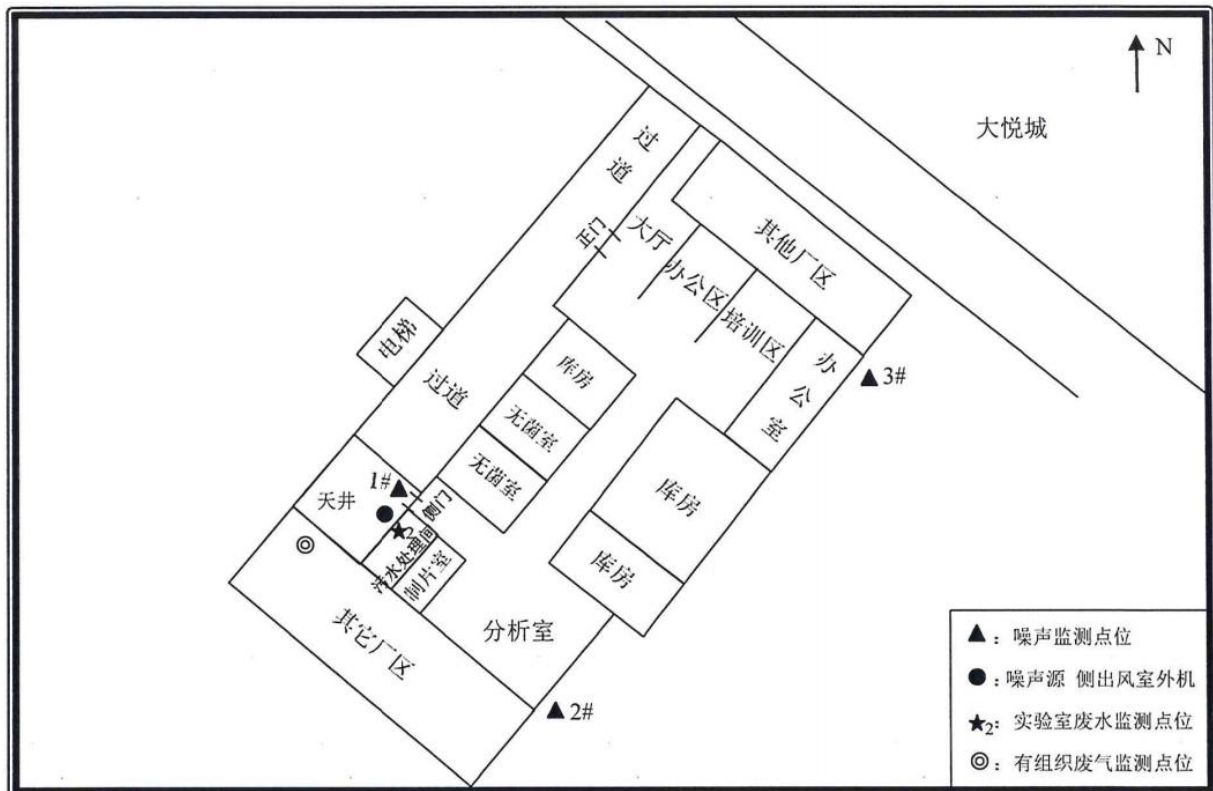 N
大悦城
过道
正门
大厅
其他厂区
办公区
培训区
办公室
3#
电梯
过道
库房
无菌室
无菌室
库房
库房
1#
天井
侧门
2
污水处理间
制片室
分析室
其它厂区
2#
▲：噪声监测点位
●：噪声源 侧出风室外机
★2：实验室废水监测点位
◎：有组织废气监测点位